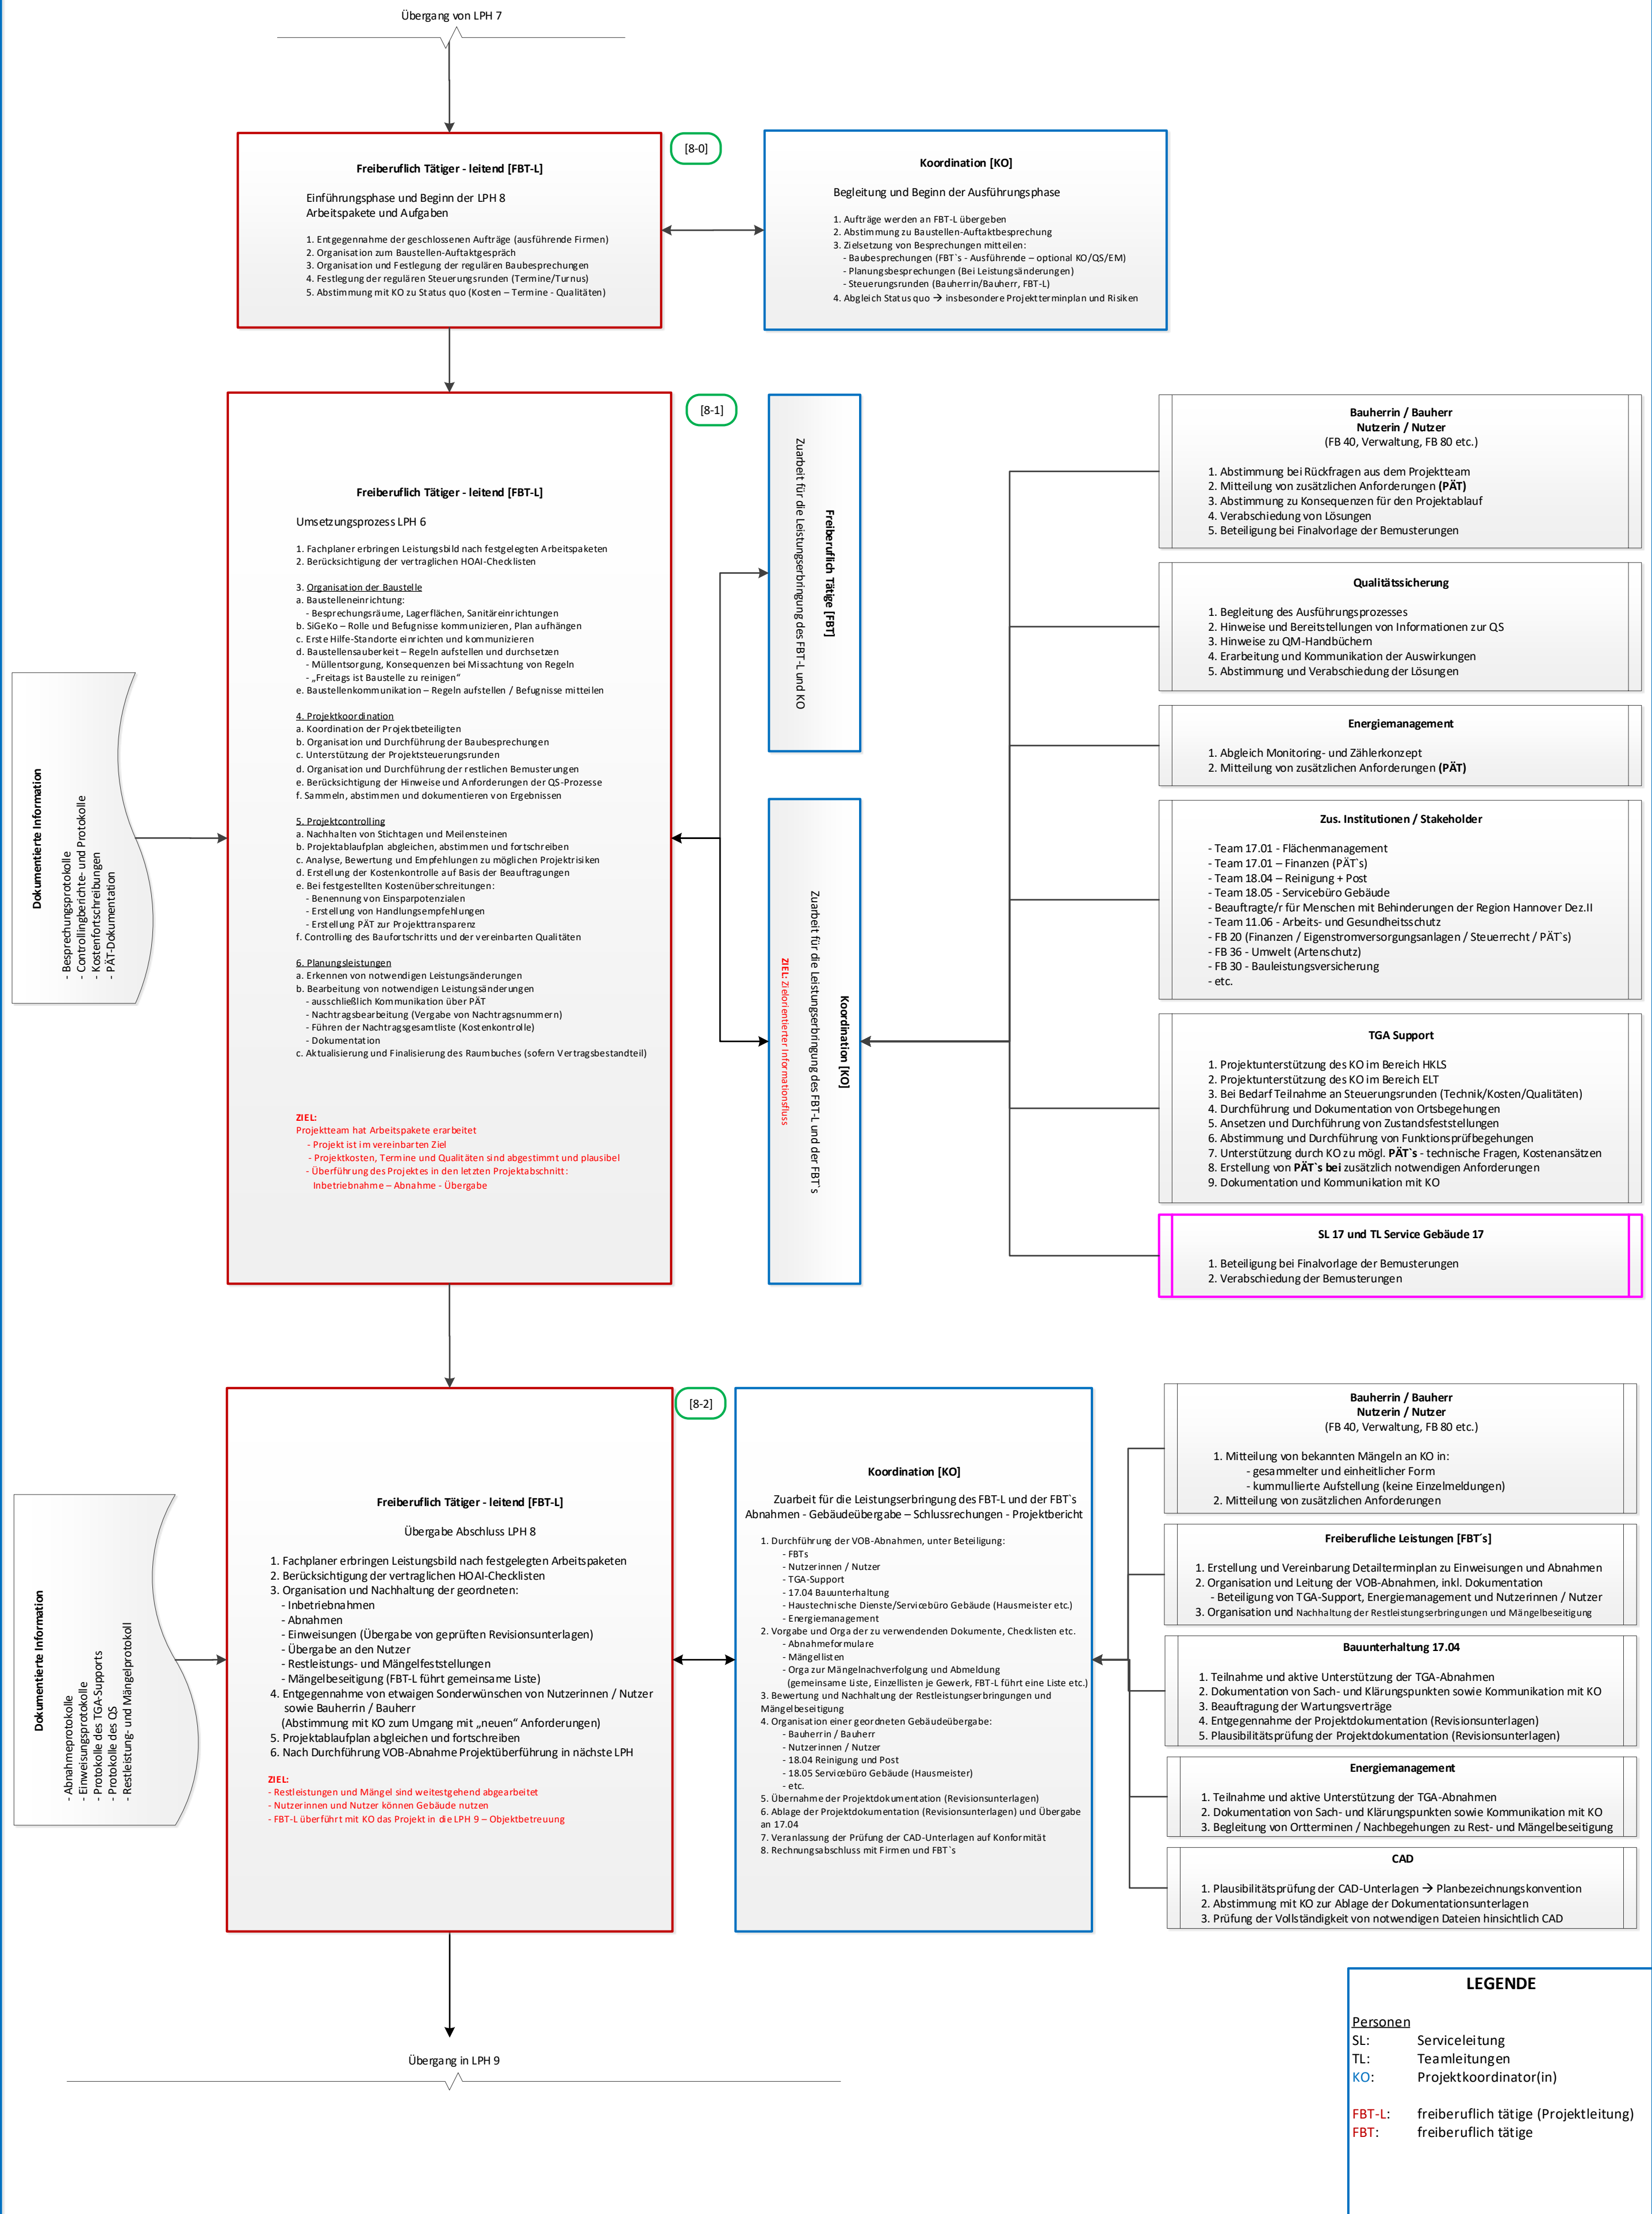 Übergang von LPH 7
Freiberuflich Tätiger - leitend [FBT-L]
Einführungsphase und Beginn der LPH 8
Arbeitspakete und Aufgaben
1. Entgegennahme der geschlossenen Aufträge (ausführende Firmen)
2. Organisation zum Baustellen-Auftaktgespräch
3. Organisation und Festlegung der regulären Baubesprechungen
4. Festlegung der regulären Steuerungsrunden (Termine/Turnus)
5. Abstimmung mit KO zu Status quo (Kosten – Termine - Qualitäten)
[8-0]
Koordination [KO]
Begleitung und Beginn der Ausführungsphase
1. Aufträge werden an FBT-L übergeben
2. Abstimmung zu Baustellen-Auftaktbesprechung
3. Zielsetzung von Besprechungen mitteilen:
- Baubesprechungen (FBT`s - Ausführende – optional KO/QS/EM)
- Planungsbesprechungen (Bei Leistungsänderungen)
- Steuerungsrunden (Bauherrin/Bauherr, FBT-L)
4. Abgleich Status quo → insbesondere Projektterminplan und Risiken
[8-1]
Freiberuflich Tätiger - leitend [FBT-L]
Umsetzungsprozess LPH 6
1. Fachplaner erbringen Leistungsbild nach festgelegten Arbeitspaketen
2. Berücksichtigung der vertraglichen HOAI-Checklisten
3. Organisation der Baustelle
a. Baustelleneinrichtung:
- Besprechungsräume, Lagerflächen, Sanitäreinrichtungen
b. SiGeKo – Rolle und Befugnisse kommunizieren, Plan aufhängen
c. Erste Hilfe-Standorte einrichten und kommunizieren
d. Baustellensauberkeit – Regeln aufstellen und durchsetzen
- Müllentsorgung, Konsequenzen bei Missachtung von Regeln
- „Freitags ist Baustelle zu reinigen“
e. Baustellenkommunikation – Regeln aufstellen / Befugnisse mitteilen
4. Projektkoordination
a. Koordination der Projektbeteiligten
b. Organisation und Durchführung der Baubesprechungen
c. Unterstützung der Projektsteuerungsrunden
d. Organisation und Durchführung der restlichen Bemusterungen
e. Berücksichtigung der Hinweise und Anforderungen der QS-Prozesse
f. Sammeln, abstimmen und dokumentieren von Ergebnissen
5. Projektcontrolling
a. Nachhalten von Stichtagen und Meilensteinen
b. Projektablaufplan abgleichen, abstimmen und fortschreiben
c. Analyse, Bewertung und Empfehlungen zu möglichen Projektrisiken
d. Erstellung der Kostenkontrolle auf Basis der Beauftragungen
e. Bei festgestellten Kostenüberschreitungen:
- Benennung von Einsparpotenzialen
- Erstellung von Handlungsempfehlungen
- Erstellung PÄT zur Projekttransparenz
f. Controlling des Baufortschritts und der vereinbarten Qualitäten
6. Planungsleistungen
a. Erkennen von notwendigen Leistungsänderungen
b. Bearbeitung von notwendigen Leistungsänderungen
- ausschließlich Kommunikation über PÄT
- Nachtragsbearbeitung (Vergabe von Nachtragsnummern)
- Führen der Nachtragsgesamtliste (Kostenkontrolle)
- Dokumentation
c. Aktualisierung und Finalisierung des Raumbuches (sofern Vertragsbestandteil)
ZIEL:
Projektteam hat Arbeitspakete erarbeitet
- Projekt ist im vereinbarten Ziel
- Projektkosten, Termine und Qualitäten sind abgestimmt und plausibel
- Überführung des Projektes in den letzten Projektabschnitt:
Inbetriebnahme – Abnahme - Übergabe
Dokumentierte Information
- Besprechungsprotokolle
- Controllingberichte- und Protokolle
- Kostenfortschreibungen
- PÄT-Dokumentation
Freiberuflich Tätige [FBT]
Zuarbeit für die Leistungserbringung des FBT-L und KO
Koordination [KO]
Zuarbeit für die Leistungserbringung des FBT-L und der FBT`s
ZIEL: Zielorientierter Informationsfluss
Bauherrin / Bauherr
Nutzerin / Nutzer
(FB 40, Verwaltung, FB 80 etc.)
1. Abstimmung bei Rückfragen aus dem Projektteam
2. Mitteilung von zusätzlichen Anforderungen (PÄT)
3. Abstimmung zu Konsequenzen für den Projektablauf
4. Verabschiedung von Lösungen
5. Beteiligung bei Finalvorlage der Bemusterungen
Qualitätssicherung
1. Begleitung des Ausführungsprozesses
2. Hinweise und Bereitstellungen von Informationen zur QS
3. Hinweise zu QM-Handbüchern
4. Erarbeitung und Kommunikation der Auswirkungen
5. Abstimmung und Verabschiedung der Lösungen
Energiemanagement
1. Abgleich Monitoring- und Zählerkonzept
2. Mitteilung von zusätzlichen Anforderungen (PÄT)
Zus. Institutionen / Stakeholder
- Team 17.01 - Flächenmanagement
- Team 17.01 – Finanzen (PÄT`s)
- Team 18.04 – Reinigung + Post
- Team 18.05 - Servicebüro Gebäude
- Beauftragte/r für Menschen mit Behinderungen der Region Hannover Dez.II
- Team 11.06 - Arbeits- und Gesundheitsschutz
- FB 20 (Finanzen / Eigenstromversorgungsanlagen / Steuerrecht / PÄT`s)
- FB 36 - Umwelt (Artenschutz)
- FB 30 - Bauleistungsversicherung
- etc.
TGA Support
1. Projektunterstützung des KO im Bereich HKLS
2. Projektunterstützung des KO im Bereich ELT
3. Bei Bedarf Teilnahme an Steuerungsrunden (Technik/Kosten/Qualitäten)
4. Durchführung und Dokumentation von Ortsbegehungen
5. Ansetzen und Durchführung von Zustandsfeststellungen
6. Abstimmung und Durchführung von Funktionsprüfbegehungen
7. Unterstützung durch KO zu mögl. PÄT`s - technische Fragen, Kostenansätzen
8. Erstellung von PÄT`s bei zusätzlich notwendigen Anforderungen
9. Dokumentation und Kommunikation mit KO
SL 17 und TL Service Gebäude 17
1. Beteiligung bei Finalvorlage der Bemusterungen
2. Verabschiedung der Bemusterungen
[8-2]
Freiberuflich Tätiger - leitend [FBT-L]
Übergabe Abschluss LPH 8
1. Fachplaner erbringen Leistungsbild nach festgelegten Arbeitspaketen
2. Berücksichtigung der vertraglichen HOAI-Checklisten
3. Organisation und Nachhaltung der geordneten:
- Inbetriebnahmen
- Abnahmen
- Einweisungen (Übergabe von geprüften Revisionsunterlagen)
- Übergabe an den Nutzer
- Restleistungs- und Mängelfeststellungen
- Mängelbeseitigung (FBT-L führt gemeinsame Liste)
4. Entgegennahme von etwaigen Sonderwünschen von Nutzerinnen / Nutzer
sowie Bauherrin / Bauherr
(Abstimmung mit KO zum Umgang mit „neuen“ Anforderungen)
5. Projektablaufplan abgleichen und fortschreiben
6. Nach Durchführung VOB-Abnahme Projektüberführung in nächste LPH
ZIEL:
- Restleistungen und Mängel sind weitestgehend abgearbeitet
- Nutzerinnen und Nutzer können Gebäude nutzen
- FBT-L überführt mit KO das Projekt in die LPH 9 – Objektbetreuung
Dokumentierte Information
- Abnahmeprotokolle
- Einweisungsprotokolle
- Protokolle des TGA-Supports
- Protokolle des QS
- Restleistung- und Mängelprotokoll
Koordination [KO]
Zuarbeit für die Leistungserbringung des FBT-L und der FBT`s
Abnahmen - Gebäudeübergabe – Schlussrechungen - Projektbericht
1. Durchführung der VOB-Abnahmen, unter Beteiligung:
- FBTs
- Nutzerinnen / Nutzer
- TGA-Support
- 17.04 Bauunterhaltung
- Haustechnische Dienste/Servicebüro Gebäude (Hausmeister etc.)
- Energiemanagement
2. Vorgabe und Orga der zu verwendenden Dokumente, Checklisten etc.
- Abnahmeformulare
- Mängellisten
- Orga zur Mängelnachverfolgung und Abmeldung
(gemeinsame Liste, Einzellisten je Gewerk, FBT-L führt eine Liste etc.)
3. Bewertung und Nachhaltung der Restleistungserbringungen und
Mängelbeseitigung
4. Organisation einer geordneten Gebäudeübergabe:
- Bauherrin / Bauherr
- Nutzerinnen / Nutzer
- 18.04 Reinigung und Post
- 18.05 Servicebüro Gebäude (Hausmeister)
- etc.
5. Übernahme der Projektdokumentation (Revisionsunterlagen)
6. Ablage der Projektdokumentation (Revisionsunterlagen) und Übergabe
an 17.04
7. Veranlassung der Prüfung der CAD-Unterlagen auf Konformität
8. Rechnungsabschluss mit Firmen und FBT`s
Bauherrin / Bauherr
Nutzerin / Nutzer
(FB 40, Verwaltung, FB 80 etc.)
1. Mitteilung von bekannten Mängeln an KO in:
- gesammelter und einheitlicher Form
- kummullierte Aufstellung (keine Einzelmeldungen)
2. Mitteilung von zusätzlichen Anforderungen
Freiberufliche Leistungen [FBT´s]
1. Erstellung und Vereinbarung Detailterminplan zu Einweisungen und Abnahmen
2. Organisation und Leitung der VOB-Abnahmen, inkl. Dokumentation
- Beteiligung von TGA-Support, Energiemanagement und Nutzerinnen / Nutzer
3. Organisation und Nachhaltung der Restleistungserbringungen und Mängelbeseitigung
Bauunterhaltung 17.04
1. Teilnahme und aktive Unterstützung der TGA-Abnahmen
2. Dokumentation von Sach- und Klärungspunkten sowie Kommunikation mit KO
3. Beauftragung der Wartungsverträge
4. Entgegennahme der Projektdokumentation (Revisionsunterlagen)
5. Plausibilitätsprüfung der Projektdokumentation (Revisionsunterlagen)
Energiemanagement
1. Teilnahme und aktive Unterstützung der TGA-Abnahmen
2. Dokumentation von Sach- und Klärungspunkten sowie Kommunikation mit KO
3. Begleitung von Ortterminen / Nachbegehungen zu Rest- und Mängelbeseitigung
CAD
1. Plausibilitätsprüfung der CAD-Unterlagen → Planbezeichnungskonvention
2. Abstimmung mit KO zur Ablage der Dokumentationsunterlagen
3. Prüfung der Vollständigkeit von notwendigen Dateien hinsichtlich CAD
Übergang in LPH 9
LEGENDE
Personen
SL: Serviceleitung
TL: Teamleitungen
KO: Projektkoordinator(in)
FBT-L: freiberuflich tätige (Projektleitung)
FBT: freiberuflich tätige